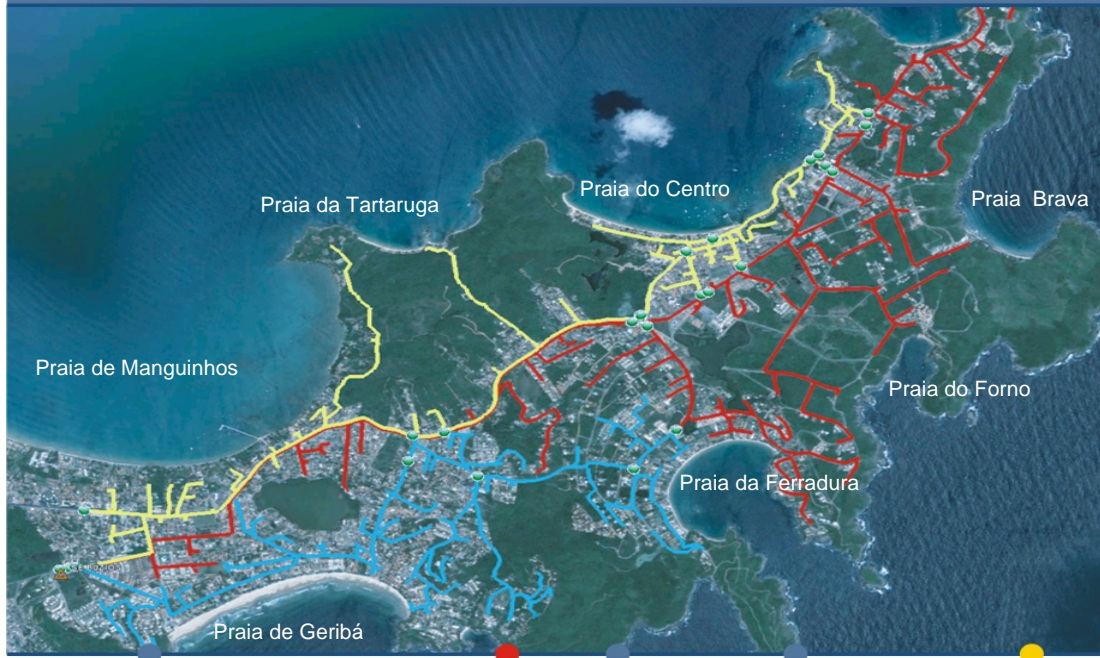 Praia do Centro
Praia da Tartaruga
Praia Brava
Praia de Manguinhos
Praia do Forno
Praia da Ferradura
Praia de Geribá